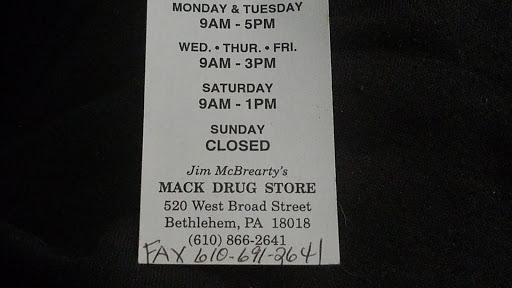 MONDAY & TUESDAY
9AM - 5PM
WED. • THUR. • FRI.
9AM - 3PM
SATURDAY
9AM - 1PM
SUNDAY
CLOSED
Jim McBrearty's
MACK DRUG STORE
520 West Broad Street
Bethlehem, PA 18018
(610) 866-2641
FAX 610-691-2641